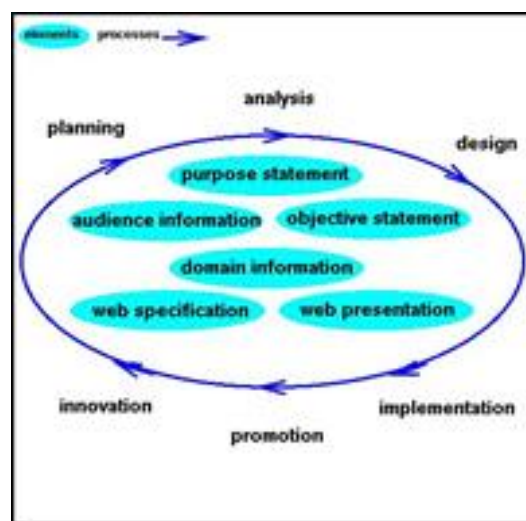 elements processes
analysis
planning
design
purpose statement
audience information objective statement
domain information
web specification web presentation
innovation implementation
promotion